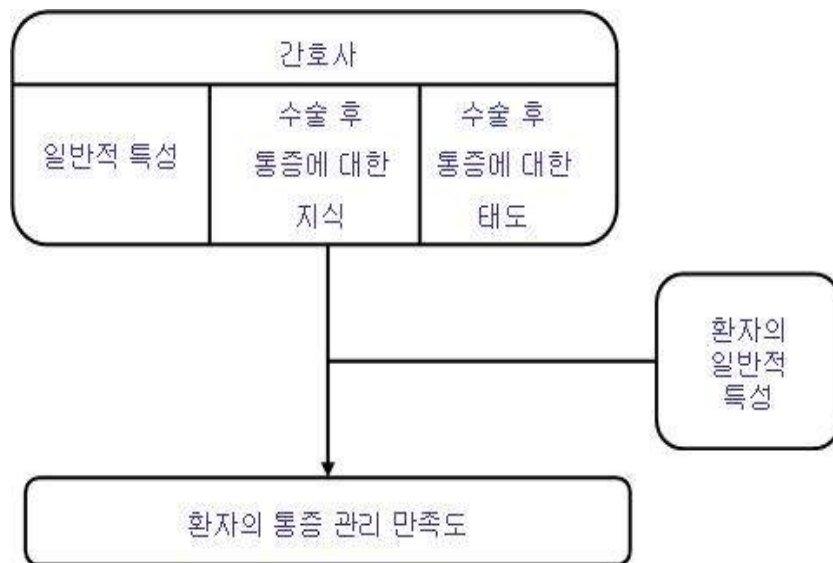 간호사
일반적 특성
수술 후
통증에 대한
지식
수술 후
통증에 대한
태도
환자의
일반적
특성
환자의 통증 관리 만족도